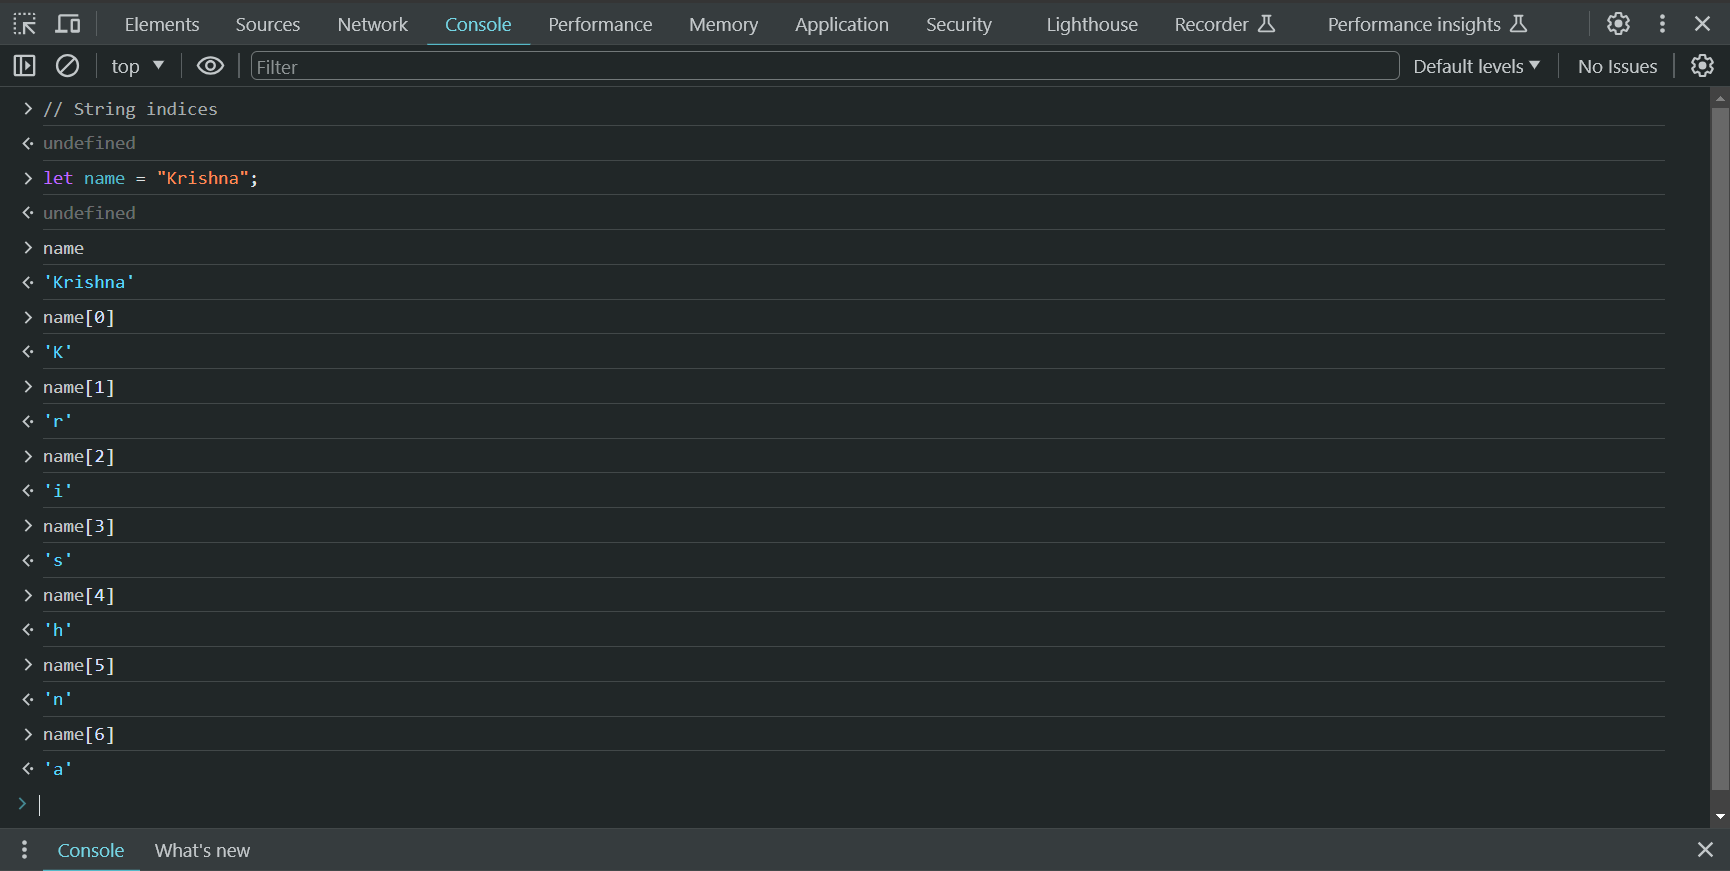 Elements Sources Network Console Performance Memory Application Security Lighthouse Recorder Performance insights
top Filter Default levels No Issues
> // String indices
undefined
> let name = "Krishna";
undefined
> name
'Krishna'
> name[0]
'K'
> name[1]
'r'
> name[2]
'i'
> name[3]
's'
> name[4]
'h'
> name[5]
'n'
> name[6]
'a'
>
Console What's new